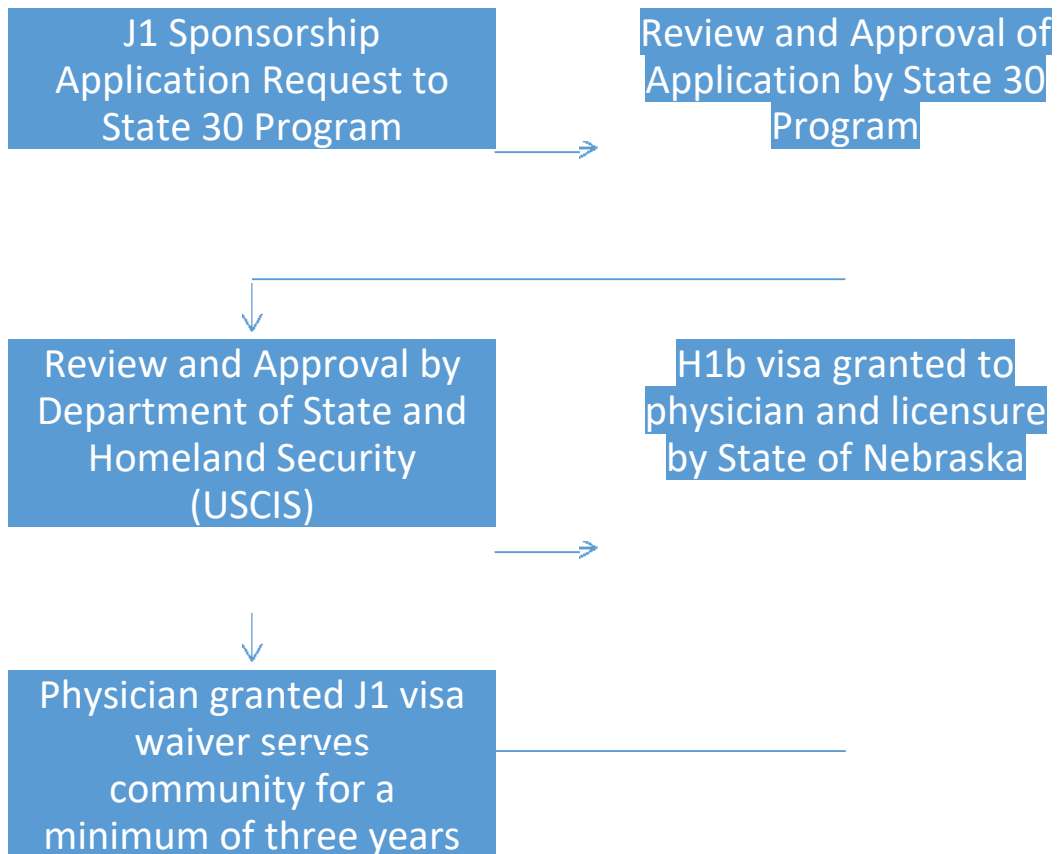 J1 Sponsorship
Application Request to
State 30 Program
Review and Approval of
Application by State 30
Program
Review and Approval by
Department of State and
Homeland Security
(USCIS)
H1b visa granted to
physician and licensure
by State of Nebraska
Physician granted J1 visa
waiver serves
community for a
minimum of three years